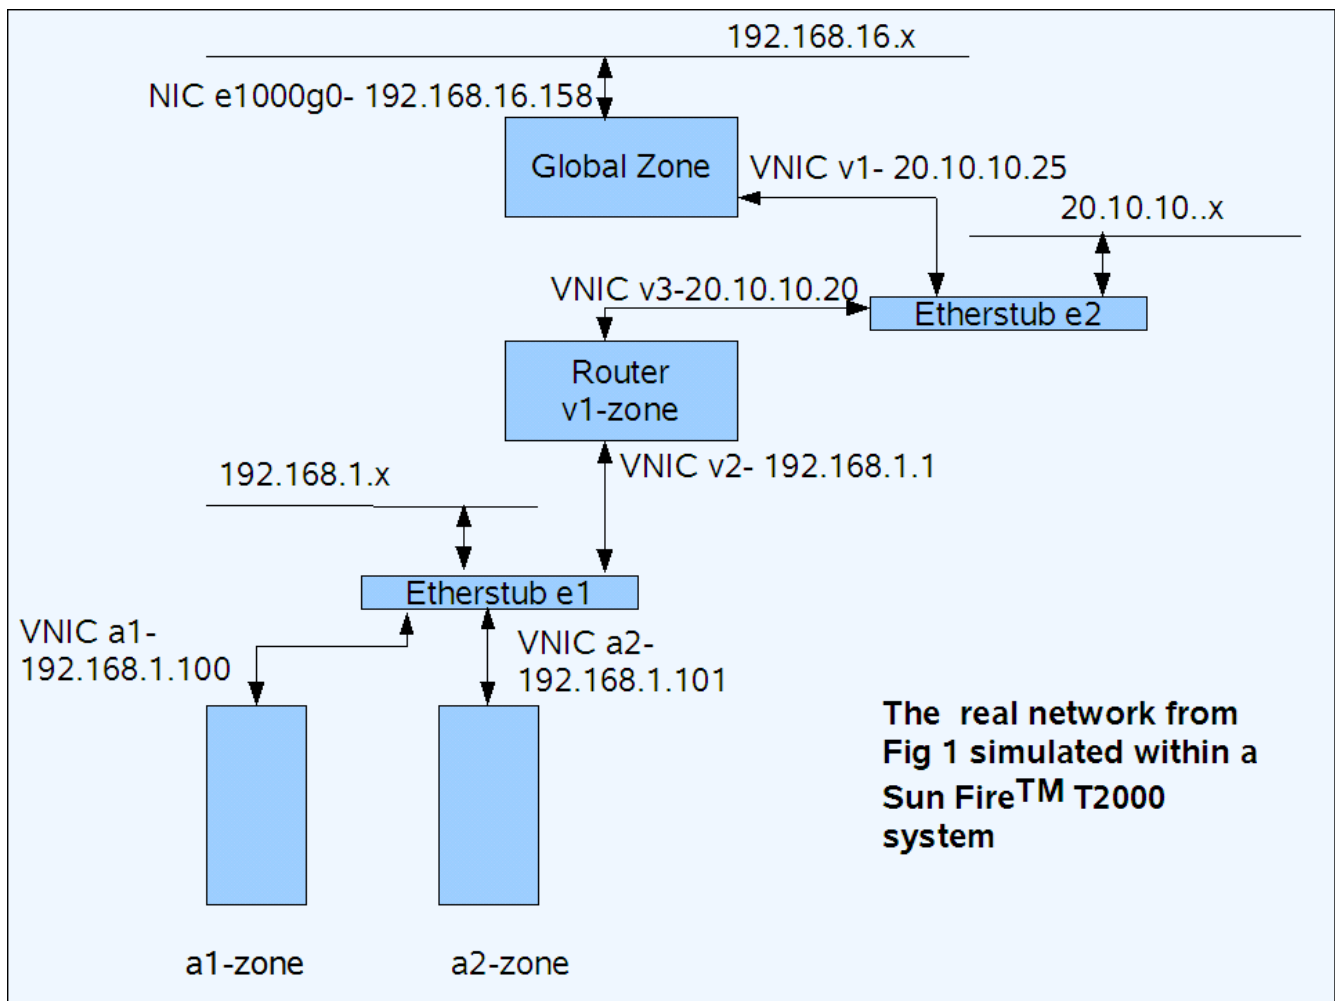 192.168.16.x
NIC e1000g0- 192.168.16.158
Global Zone
VNIC v1- 20.10.10.25
20.10.10..x
VNIC v3-20.10.10.20
Etherstub e2
Router
v1-zone
VNIC v2- 192.168.1.1
192.168.1.x
Etherstub e1
VNIC a1-
192.168.1.100
VNIC a2-
192.168.1.101
The real network from
Fig 1 simulated within a
Sun Fire™ T2000
system
a1-zone
a2-zone